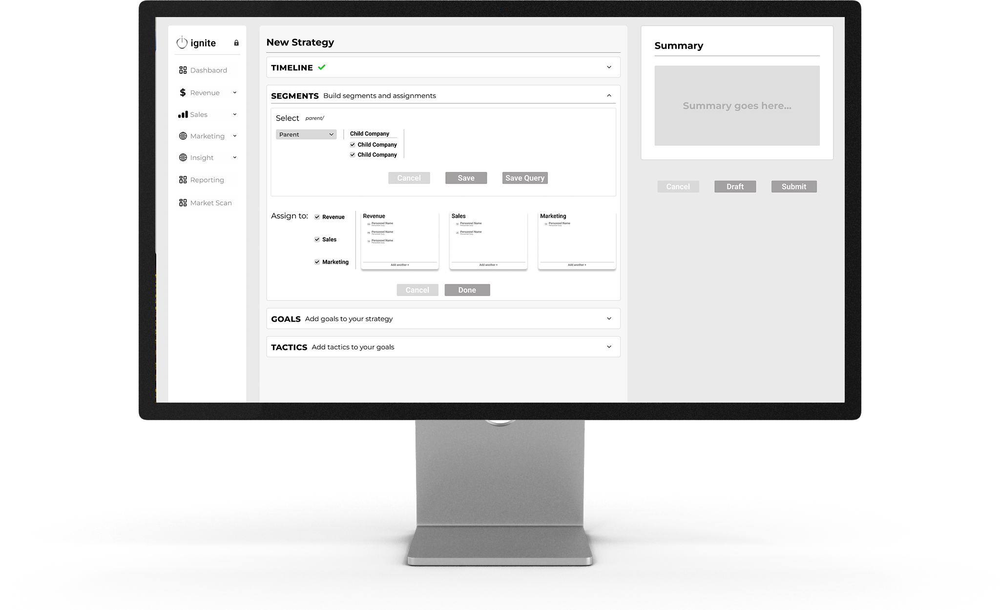 ignite
Dashbaord
Revenue
Sales
Marketing
Insight
Reporting
Market Scan
New Strategy
TIMELINE
SEGMENTS Build segments and assignments
Select parent/
Parent
Child Company
Child Company
Child Company
Cancel Save Save Query
Assign to:
Revenue
Sales
Marketing
Revenue
Personnel Name
Personnel Duty
Personnel Name
Personnel Duty
Personnel Name
Personnel Duty
Add another +
Sales
Personnel Name
Personnel Duty
Personnel Name
Personnel Duty
Add another +
Marketing
Personnel Name
Personnel Duty
Add another +
Cancel Done
GOALS Add goals to your strategy
TACTICS Add tactics to your goals
Summary
Summary goes here...
Cancel Draft Submit